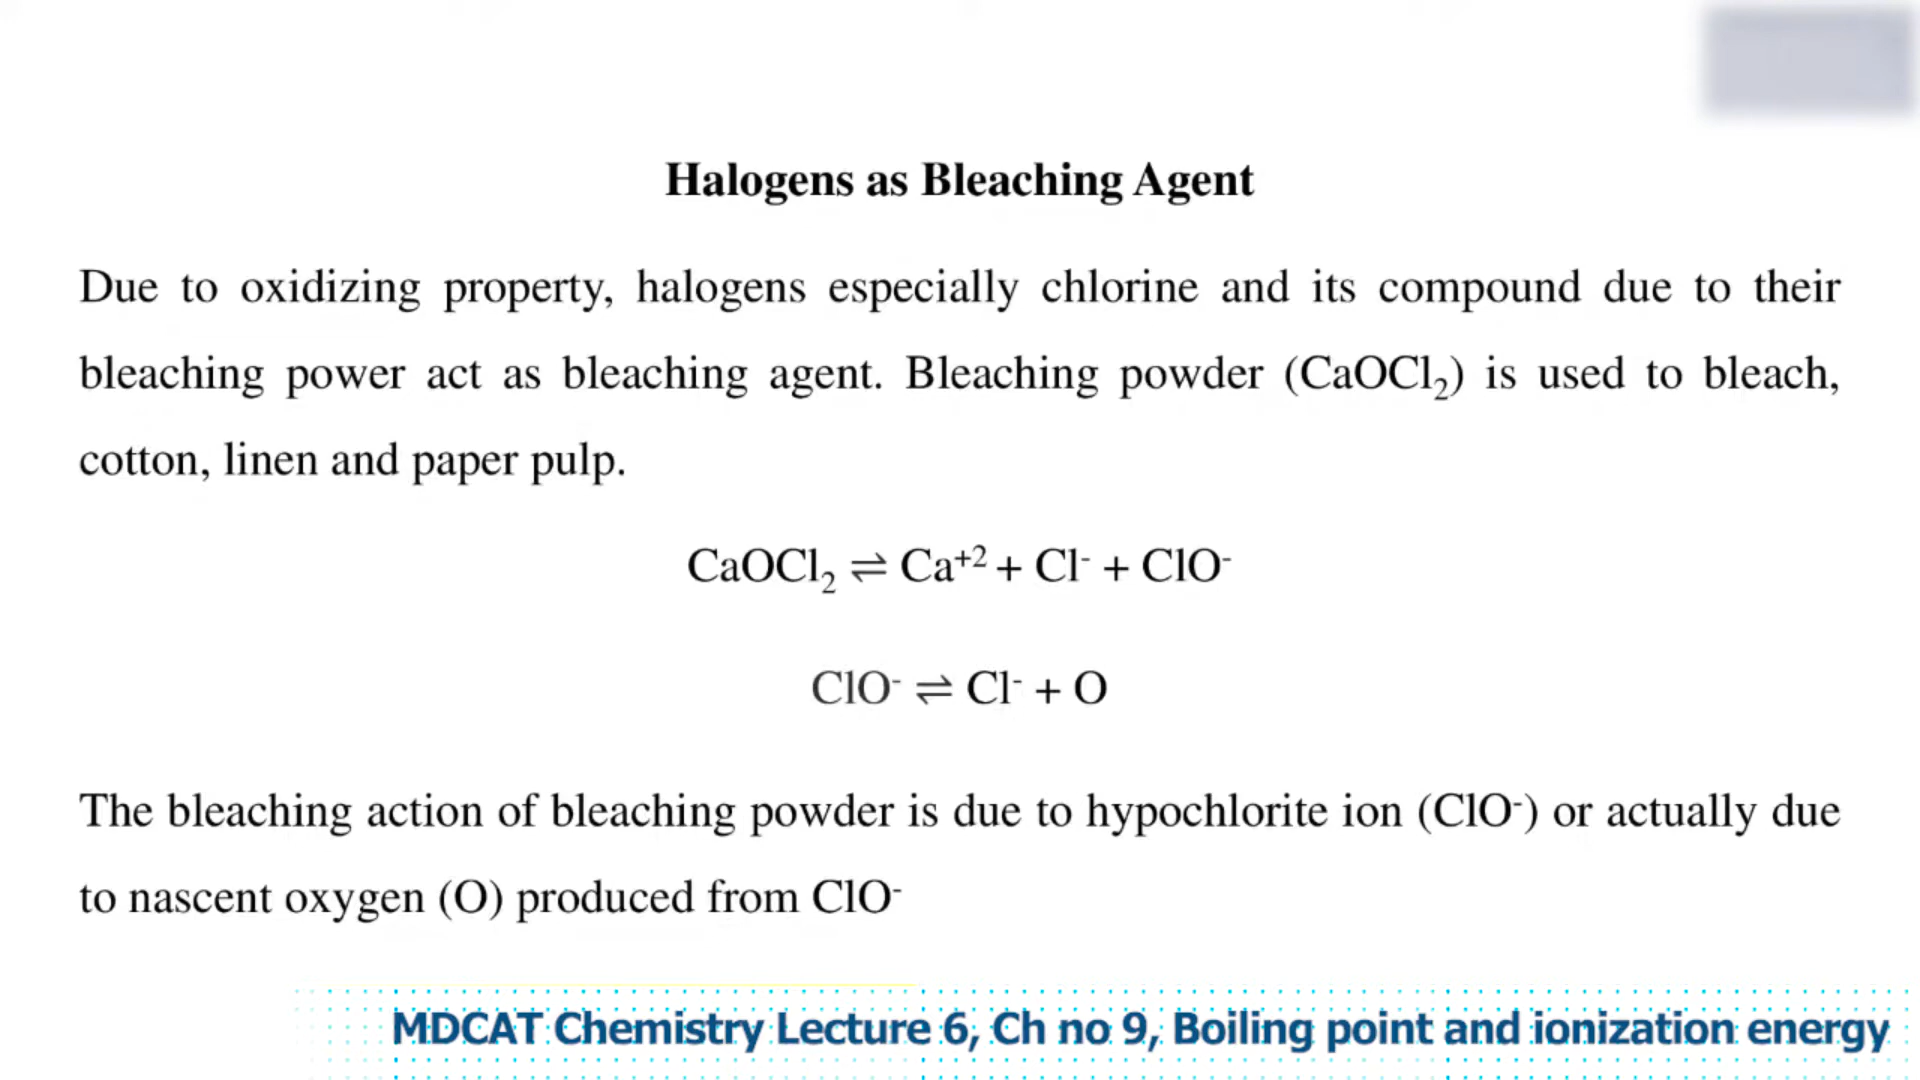 Halogens as Bleaching Agent
Due to oxidizing property, halogens especially chlorine and its compound due to their
bleaching power act as bleaching agent. Bleaching powder (CaOCl₂) is used to bleach,
cotton, linen and paper pulp.
CaOCl₂ ⇌ Ca⁺² + Cl⁻ + ClO⁻
ClO⁻ ⇌ Cl⁻ + O
The bleaching action of bleaching powder is due to hypochlorite ion (ClO⁻) or actually due
to nascent oxygen (O) produced from ClO⁻
MDCAT Chemistry Lecture 6, Ch no 9, Boiling point and ionization energy